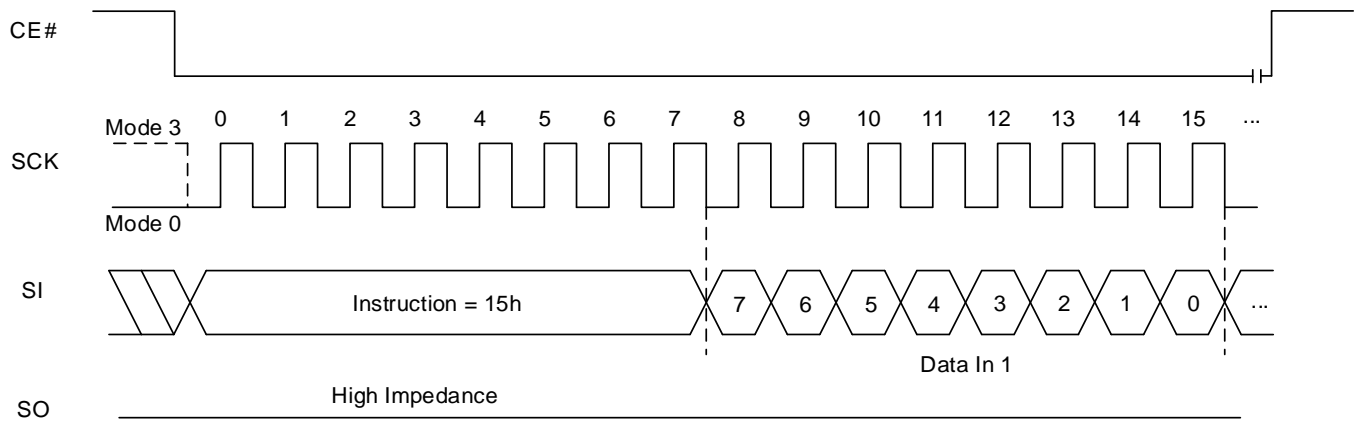 CE#
Mode 3 0 1 2 3 4 5 6 7 8 9 10 11 12 13 14 15 ...
SCK
Mode 0
SI Instruction = 15h 7 6 5 4 3 2 1 0 ...
Data In 1
High Impedance
SO